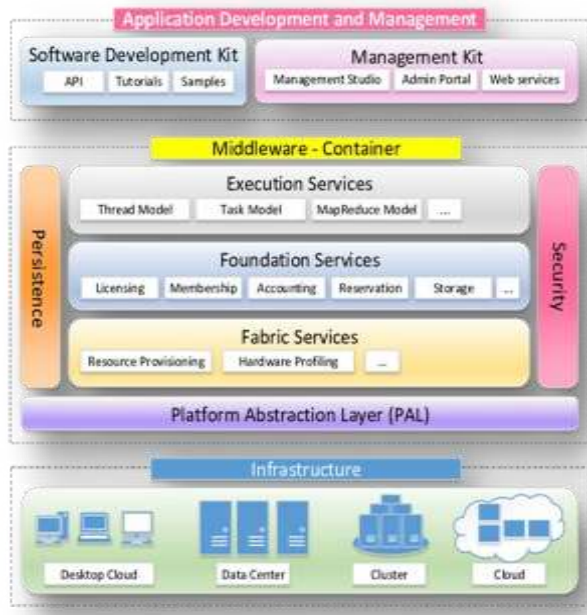 Application Development and Management
Software Development Kit
API Tutorials Samples
Management Kit
Management Studio Admin Portal Web services
Middleware - Container
Persistence
Execution Services
Thread Model Task Model MapReduce Model ...
Foundation Services
Licensing Membership Accounting Reservation Storage ...
Fabric Services
Resource Provisioning Hardware Profiling ...
Security
Platform Abstraction Layer (PAL)
Infrastructure
Desktop Cloud Data Center Cluster Cloud